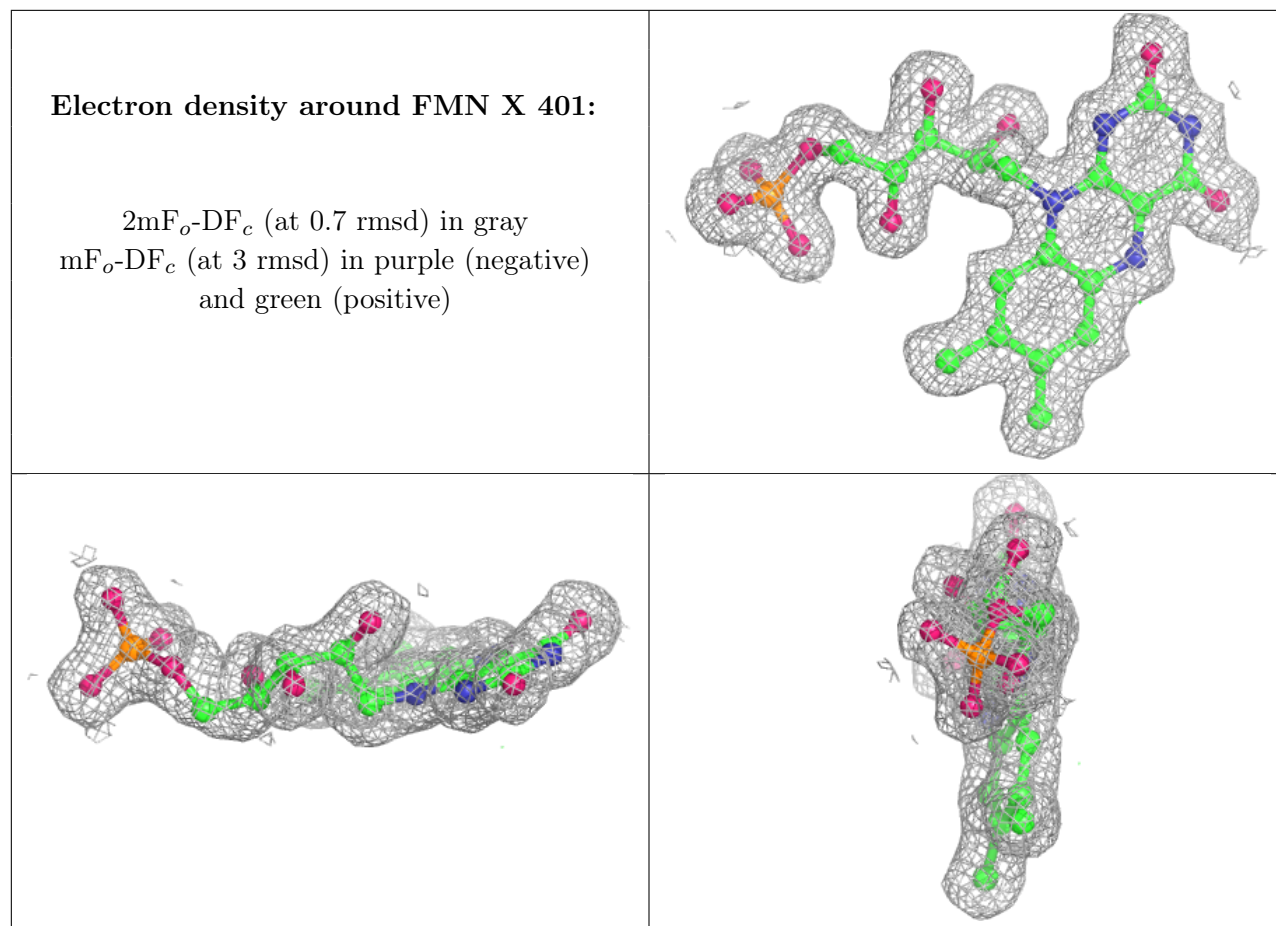 Electron density around FMN X 401:
2mFo-DFc (at 0.7 rmsd) in gray
mFo-DFc (at 3 rmsd) in purple (negative)
and green (positive)